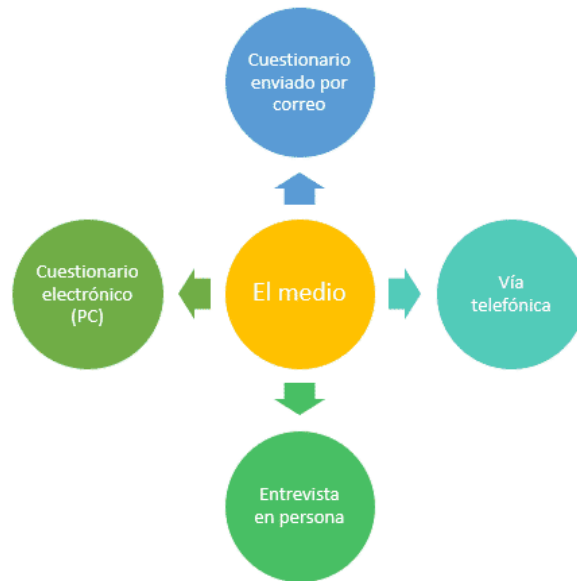 Cuestionario
enviado por
correo
Cuestionario
electrónico
(PC)
El medio
Vía
telefónica
Entrevista
en persona